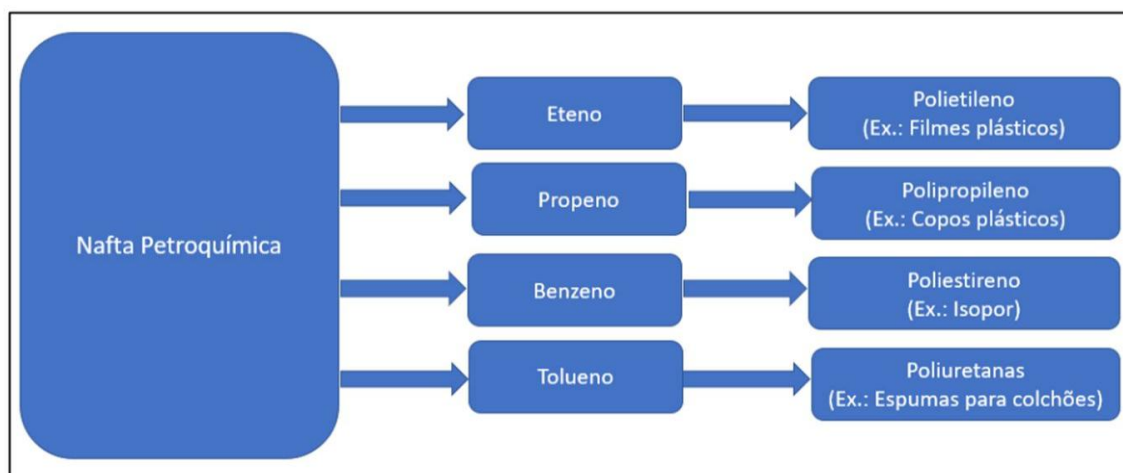 Nafta Petroquímica
Eteno
Polietileno
(Ex.: Filmes plásticos)
Propeno
Polipropileno
(Ex.: Copos plásticos)
Benzeno
Poliestireno
(Ex.: Isopor)
Tolueno
Poliuretanas
(Ex.: Espumas para colchões)